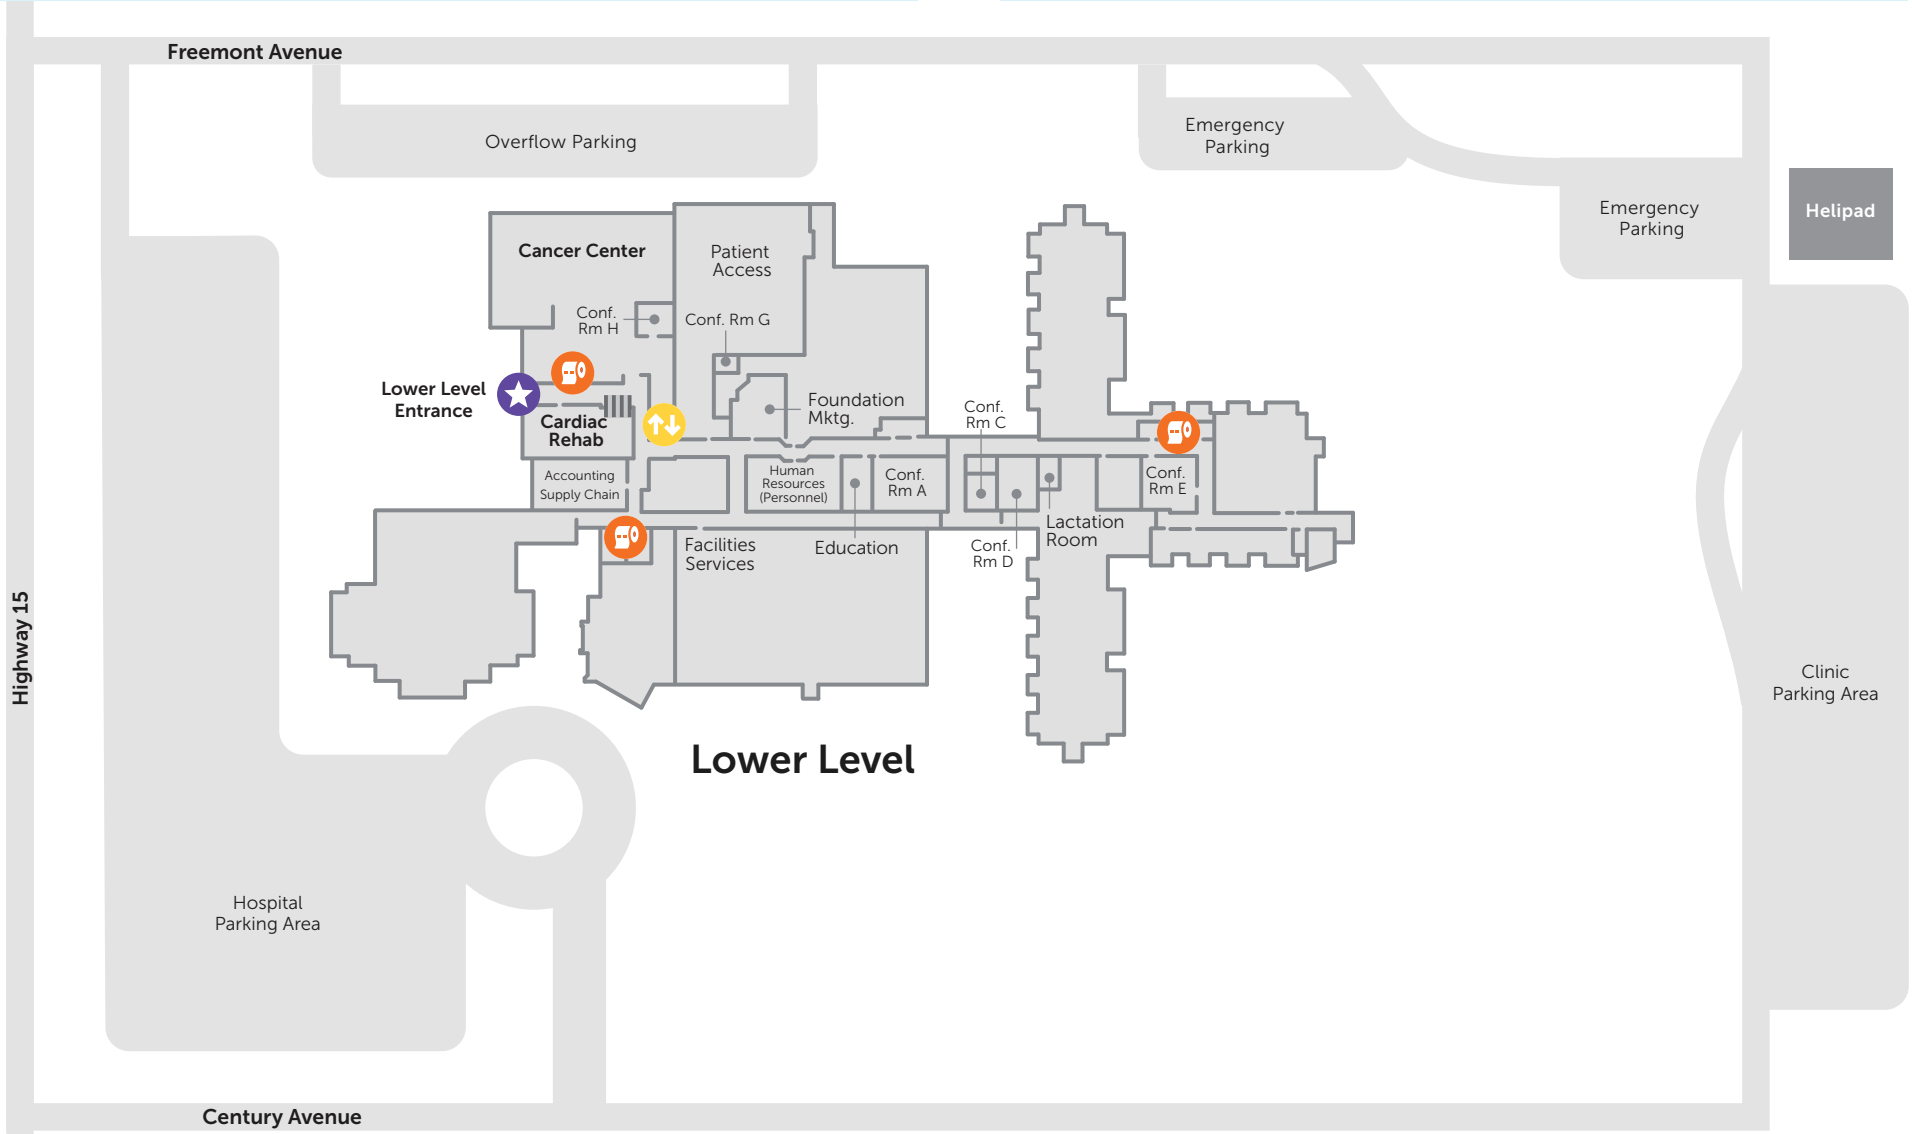 Freemont Avenue
Overflow Parking
Emergency
Parking
Emergency
Parking
Helipad
Cancer Center
Patient
Access
Conf.
Rm H
Conf. Rm G
Lower Level
Entrance
Foundation
Mktg.
Cardiac
Rehab
Conf.
Rm C
Accounting
Supply Chain
Human
Resources
(Personnel)
Conf.
Rm A
Conf.
Rm E
Lactation
Room
Facilities
Services
Education
Conf.
Rm D
Highway 15
Clinic
Parking Area
Lower Level
Hospital
Parking Area
Century Avenue